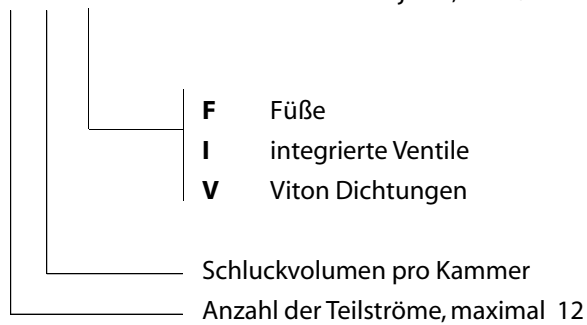 F Füße
I integrierte Ventile
V Viton Dichtungen
Schluckvolumen pro Kammer
Anzahl der Teilströme, maximal 12